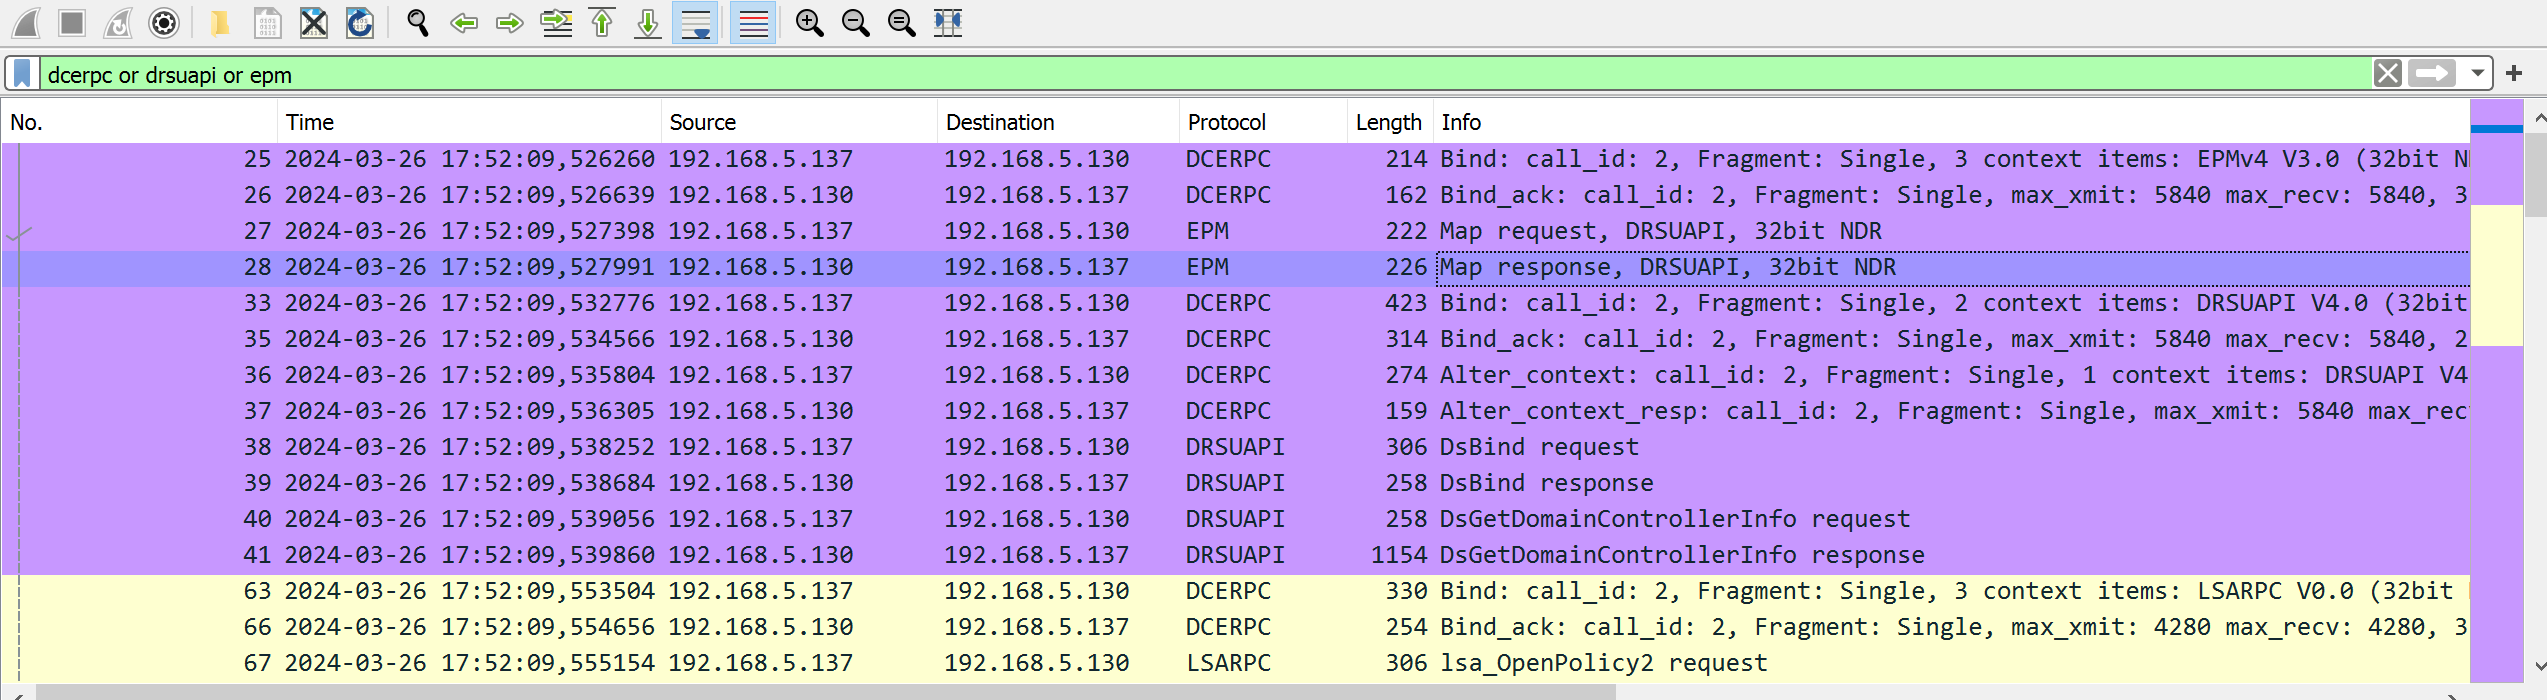 dcerpc or drsuapi or epm
No. Time Source Destination Protocol Length Info
25 2024-03-26 17:52:09,526260 192.168.5.137 192.168.5.130 DCERPC 214 Bind: call_id: 2, Fragment: Single, 3 context items: EPMv4 V3.0 (32bit N
26 2024-03-26 17:52:09,526639 192.168.5.130 192.168.5.137 DCERPC 162 Bind_ack: call_id: 2, Fragment: Single, max_xmit: 5840 max_recv: 5840, 3
27 2024-03-26 17:52:09,527398 192.168.5.137 192.168.5.130 EPM 222 Map request, DRSUAPI, 32bit NDR
28 2024-03-26 17:52:09,527991 192.168.5.130 192.168.5.137 EPM 226 Map response, DRSUAPI, 32bit NDR
33 2024-03-26 17:52:09,532776 192.168.5.137 192.168.5.130 DCERPC 423 Bind: call_id: 2, Fragment: Single, 2 context items: DRSUAPI V4.0 (32bit
35 2024-03-26 17:52:09,534566 192.168.5.130 192.168.5.137 DCERPC 314 Bind_ack: call_id: 2, Fragment: Single, max_xmit: 5840 max_recv: 5840, 2
36 2024-03-26 17:52:09,535804 192.168.5.137 192.168.5.130 DCERPC 274 Alter_context: call_id: 2, Fragment: Single, 1 context items: DRSUAPI V4
37 2024-03-26 17:52:09,536305 192.168.5.130 192.168.5.137 DCERPC 159 Alter_context_resp: call_id: 2, Fragment: Single, max_xmit: 5840 max_rec
38 2024-03-26 17:52:09,538252 192.168.5.137 192.168.5.130 DRSUAPI 306 DsBind request
39 2024-03-26 17:52:09,538684 192.168.5.130 192.168.5.137 DRSUAPI 258 DsBind response
40 2024-03-26 17:52:09,539056 192.168.5.137 192.168.5.130 DRSUAPI 258 DsGetDomainControllerInfo request
41 2024-03-26 17:52:09,539860 192.168.5.130 192.168.5.137 DRSUAPI 1154 DsGetDomainControllerInfo response
63 2024-03-26 17:52:09,553504 192.168.5.137 192.168.5.130 DCERPC 330 Bind: call_id: 2, Fragment: Single, 3 context items: LSARPC V0.0 (32bit
66 2024-03-26 17:52:09,554656 192.168.5.130 192.168.5.137 DCERPC 254 Bind_ack: call_id: 2, Fragment: Single, max_xmit: 4280 max_recv: 4280, 3
67 2024-03-26 17:52:09,555154 192.168.5.137 192.168.5.130 LSARPC 306 lsa_OpenPolicy2 request